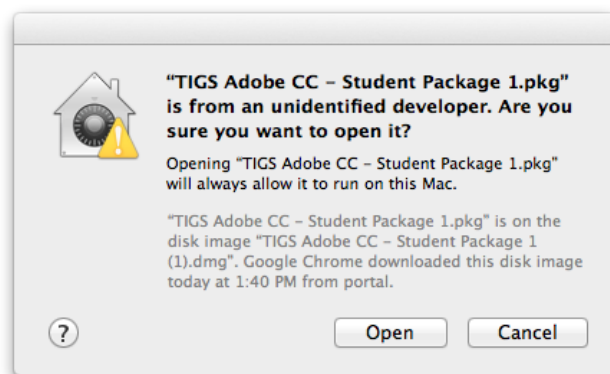 “TIGS Adobe CC – Student Package 1.pkg”
is from an unidentified developer. Are you
sure you want to open it?
Opening “TIGS Adobe CC – Student Package 1.pkg”
will always allow it to run on this Mac.
“TIGS Adobe CC – Student Package 1.pkg” is on the
disk image “TIGS Adobe CC – Student Package 1
(1).dmg”. Google Chrome downloaded this disk image
today at 1:40 PM from portal.
?
Open
Cancel